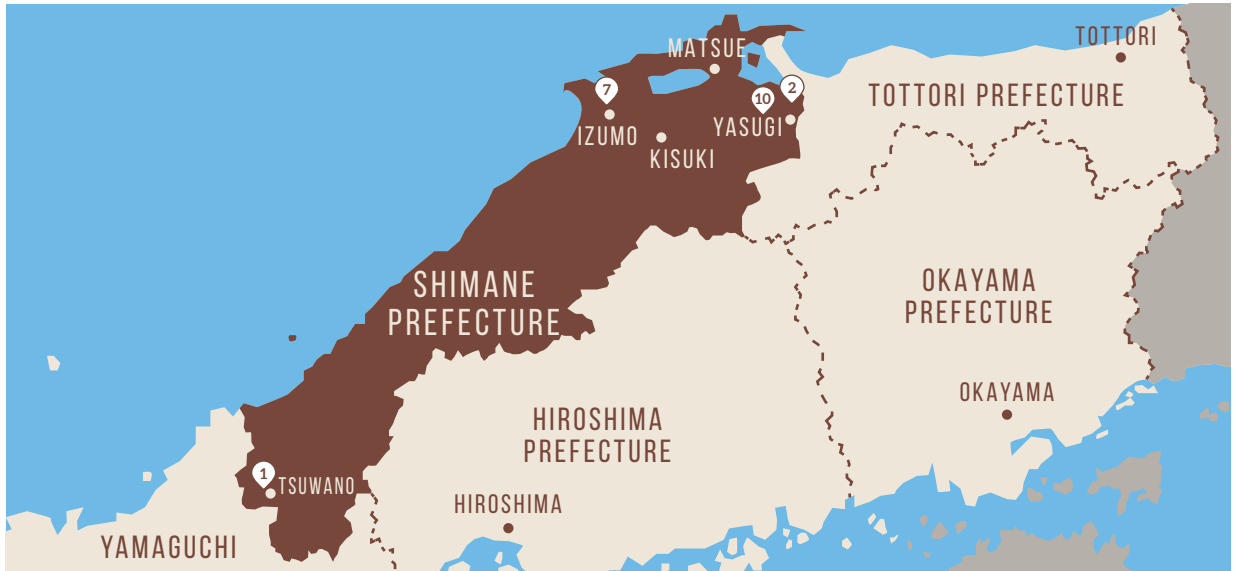 TOTTORI
MATSUE
7
2
10
TOTTORI PREFECTURE
IZUMO
YASUGI
KISUKI
SHIMANE
PREFECTURE
OKAYAMA
PREFECTURE
OKAYAMA
HIROSHIMA
PREFECTURE
1
TSUWANO
HIROSHIMA
YAMAGUCHI